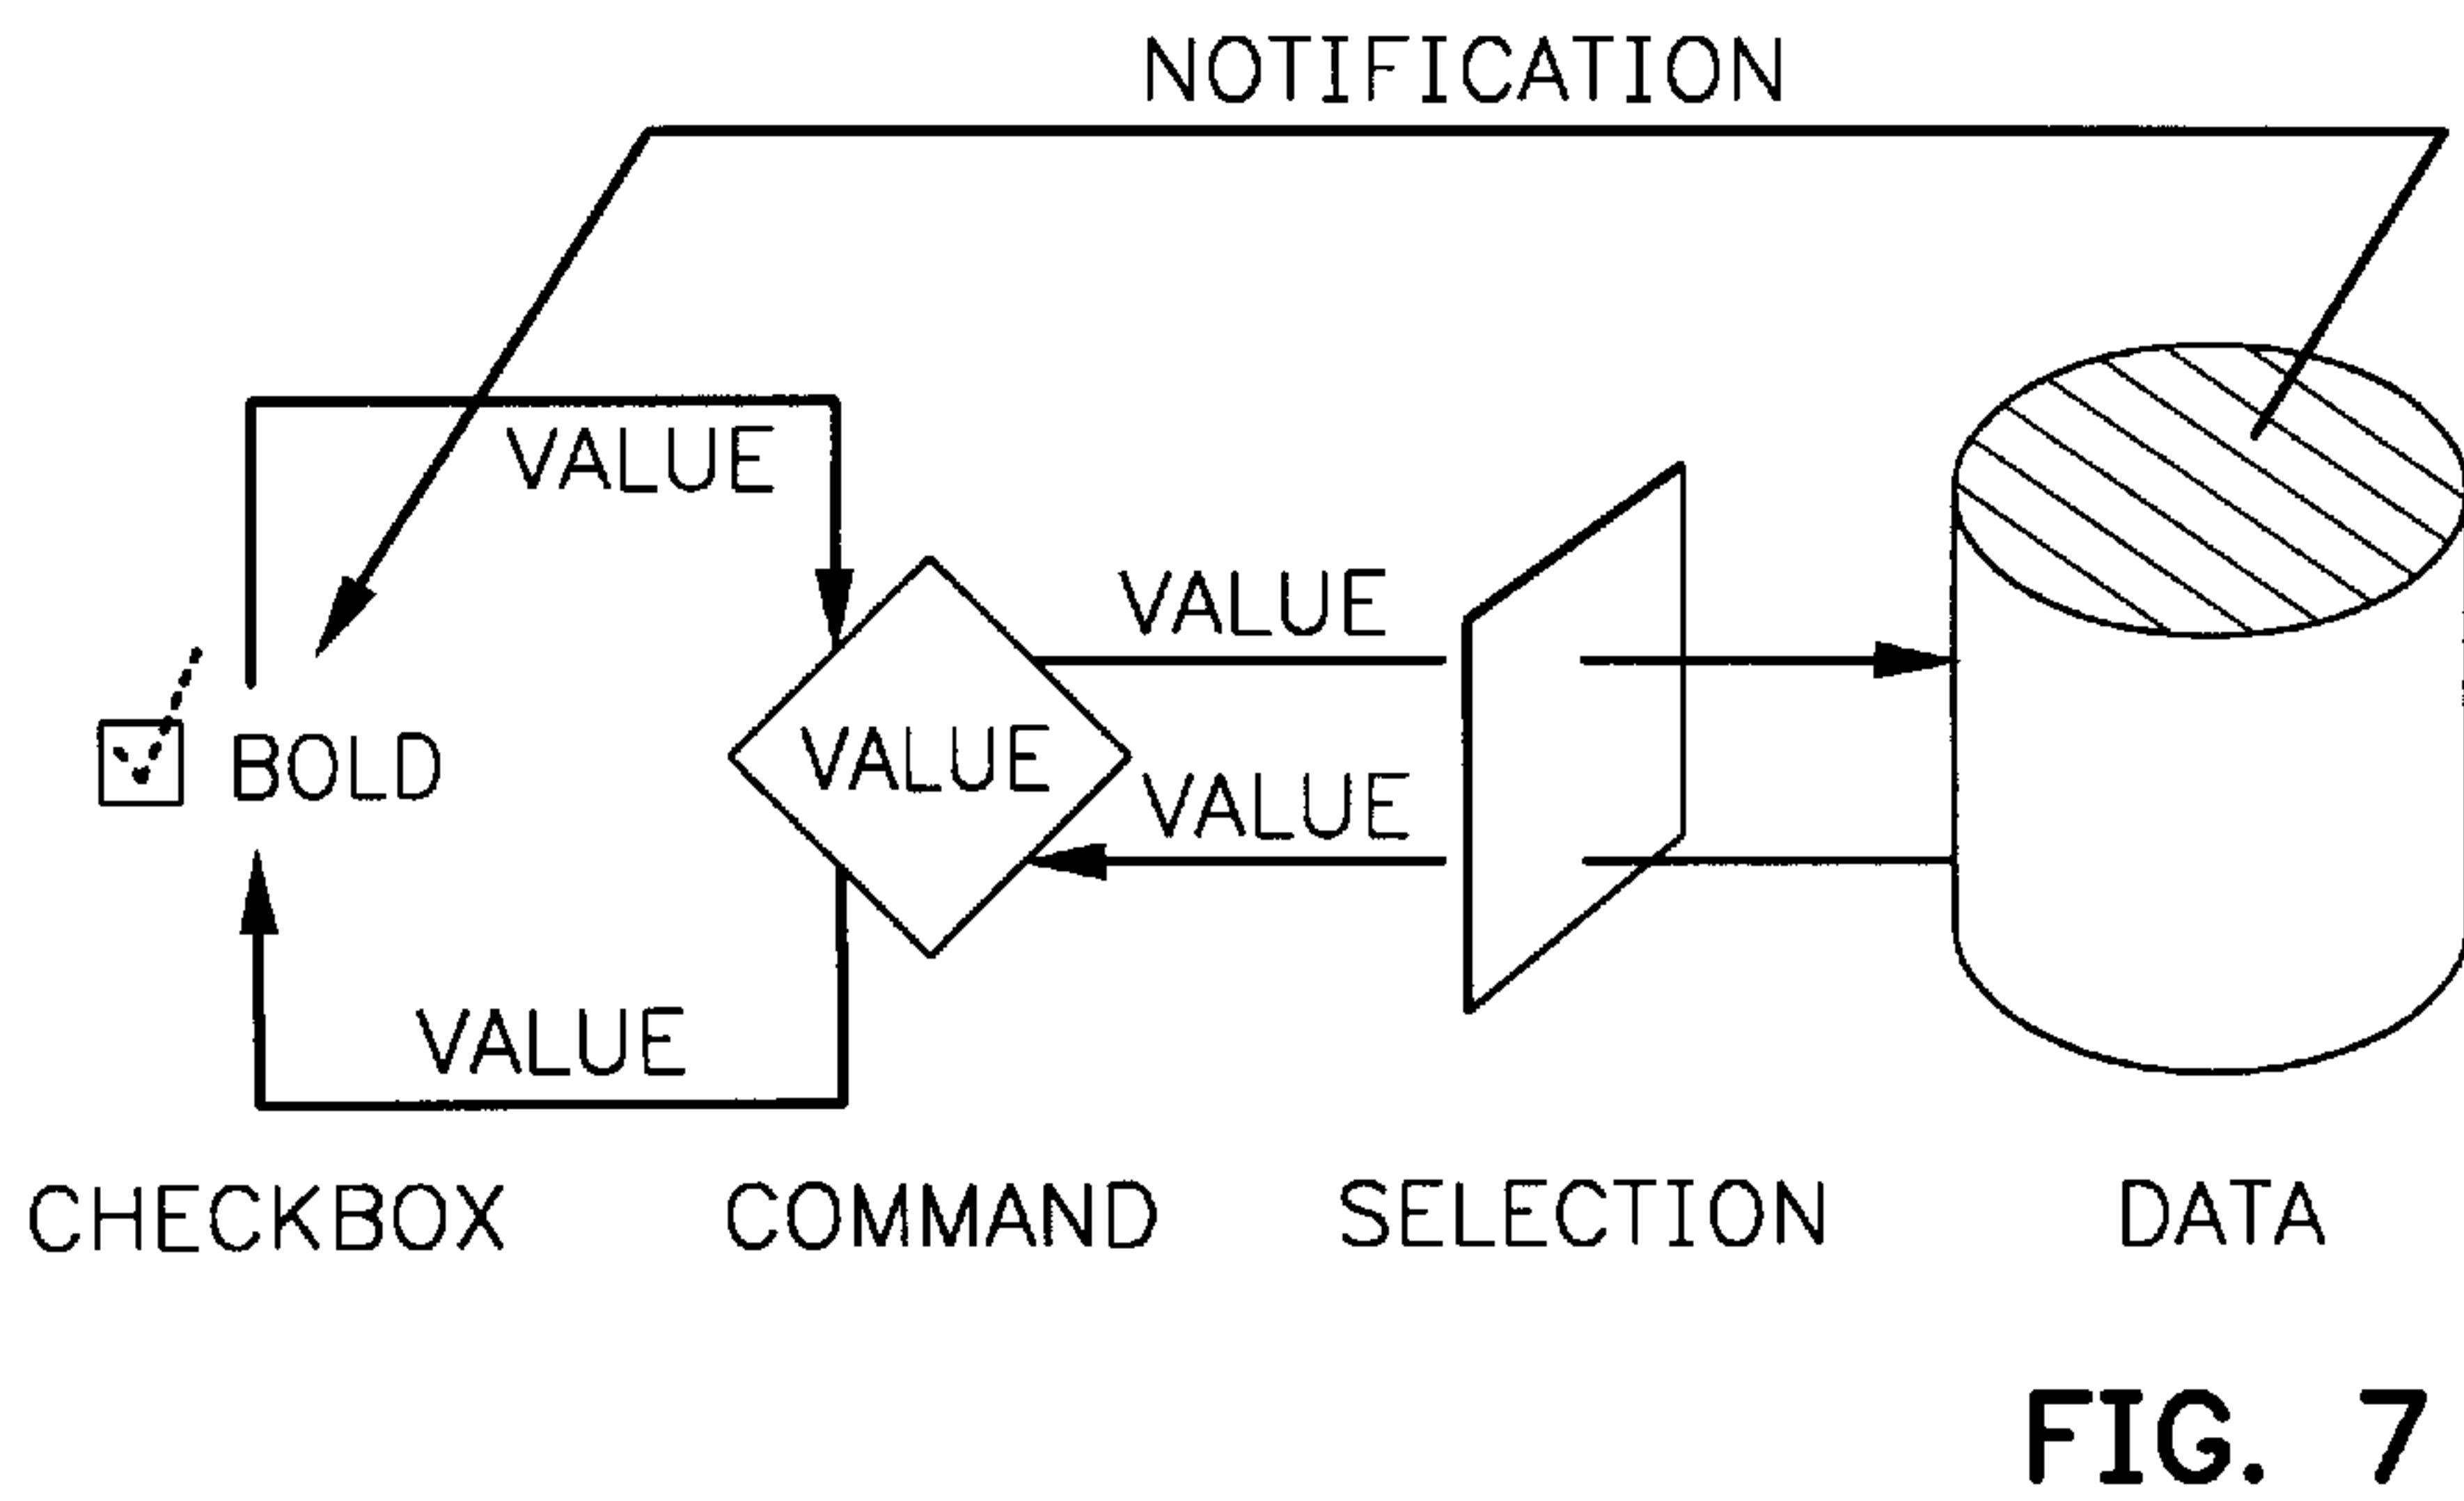 NOTIFICATION
VALUE
VALUE
BOLD
VALUE
VALUE
VALUE
CHECKBOX COMMAND SELECTION DATA
FIG. 7